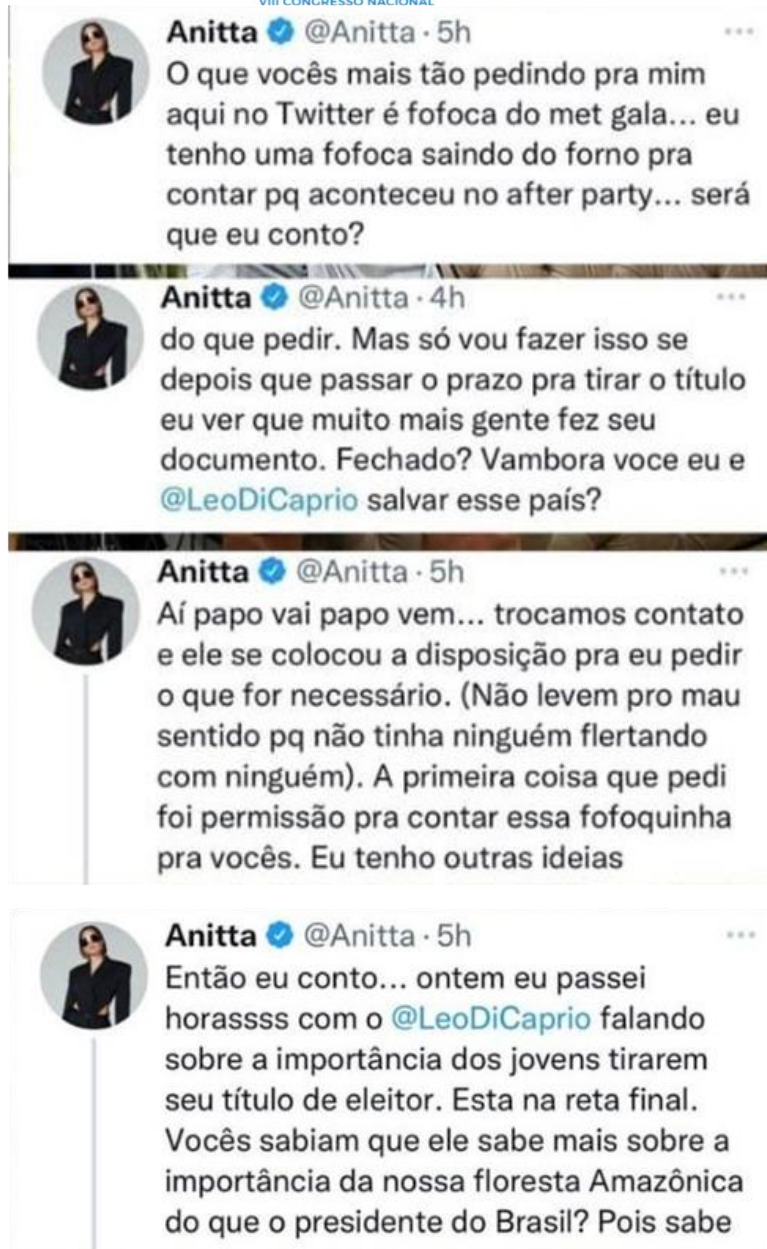 VIII CONGRESSO NACIONAL
Anitta @Anitta · 5h
O que vocês mais tão pedindo pra mim
aqui no Twitter é fofoca do met gala... eu
tenho uma fofoca saindo do forno pra
contar pq aconteceu no after party... será
que eu conto?
Anitta @Anitta · 4h
do que pedir. Mas só vou fazer isso se
depois que passar o prazo pra tirar o título
eu ver que muito mais gente fez seu
documento. Fechado? Vambora voce eu e
@LeoDiCaprio salvar esse país?
Anitta @Anitta · 5h
Aí papo vai papo vem... trocamos contato
e ele se colocou a disposição pra eu pedir
o que for necessário. (Não levem pro mau
sentido pq não tinha ninguém flertando
com ninguém). A primeira coisa que pedi
foi permissão pra contar essa fofoquinha
pra vocês. Eu tenho outras ideias
Anitta @Anitta · 5h
Então eu conto... ontem eu passei
horassss com o @LeoDiCaprio falando
sobre a importância dos jovens tirarem
seu título de eleitor. Esta na reta final.
Vocês sabiam que ele sabe mais sobre a
importância da nossa floresta Amazônica
do que o presidente do Brasil? Pois sabe